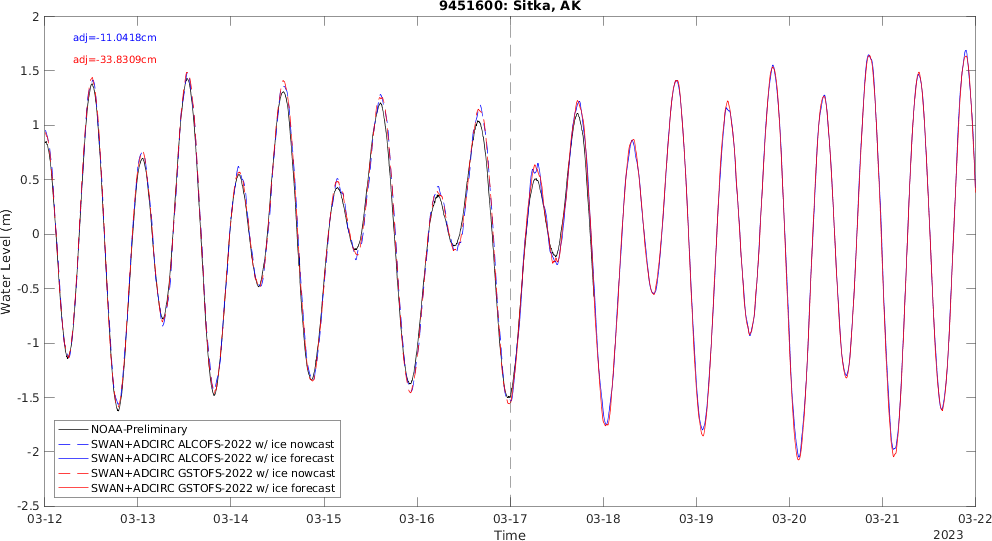 9451600: Sitka, AK
adj=-11.0418cm
adj=-33.8309cm
Water Level (m)
2
1.5
1
0.5
0
-0.5
-1
-1.5
-2
-2.5
NOAA-Preliminary
SWAN+ADCIRC ALCOFS-2022 w/ ice nowcast
SWAN+ADCIRC ALCOFS-2022 w/ ice forecast
SWAN+ADCIRC GSTOFS-2022 w/ ice nowcast
SWAN+ADCIRC GSTOFS-2022 w/ ice forecast
03-12 03-13 03-14 03-15 03-16 03-17 03-18 03-19 03-20 03-21 03-22
Time
2023